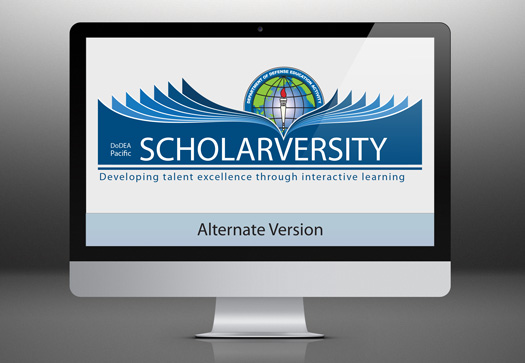 DEPARTMENT OF DEFENSE EDUCATION ACTIVITY
DoDEA
Pacific
SCHOLARVERSITY
Developing talent excellence through interactive learning
Alternate Version